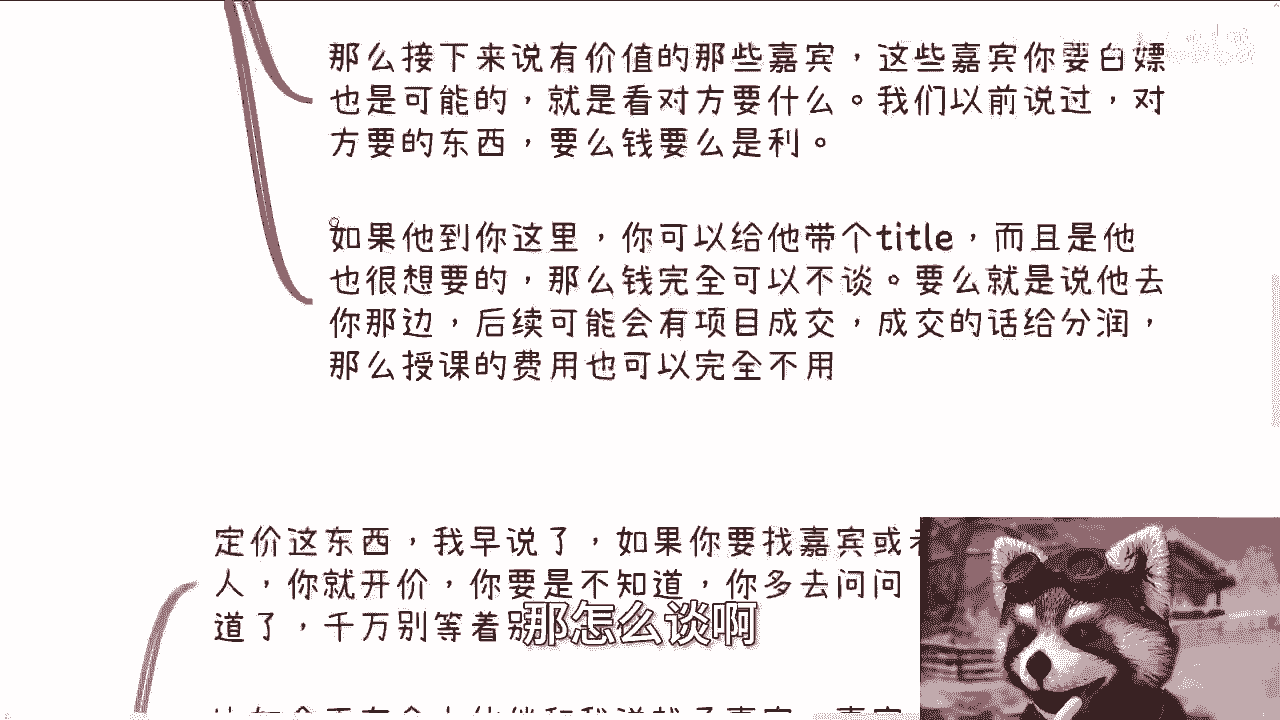 那么接下来说有价值的那些嘉宾，这些嘉宾你要白嫖
也是可能的，就是看对方要什么。我们以前说过，对
方要的东西，要么钱要么是利。
如果他到你这里，你可以给他带个title，而且是他
也很想要的，那么钱完全可以不谈。要么就是说他去
你那边，后续可能会有项目成交，成交的话给分润，
那么授课的费用也可以完全不用
定价这东西，我早说了，如果你要找嘉宾或
人，你就开价，你要是不知道，你多去问问
道了，千万别等着
那怎么谈啊